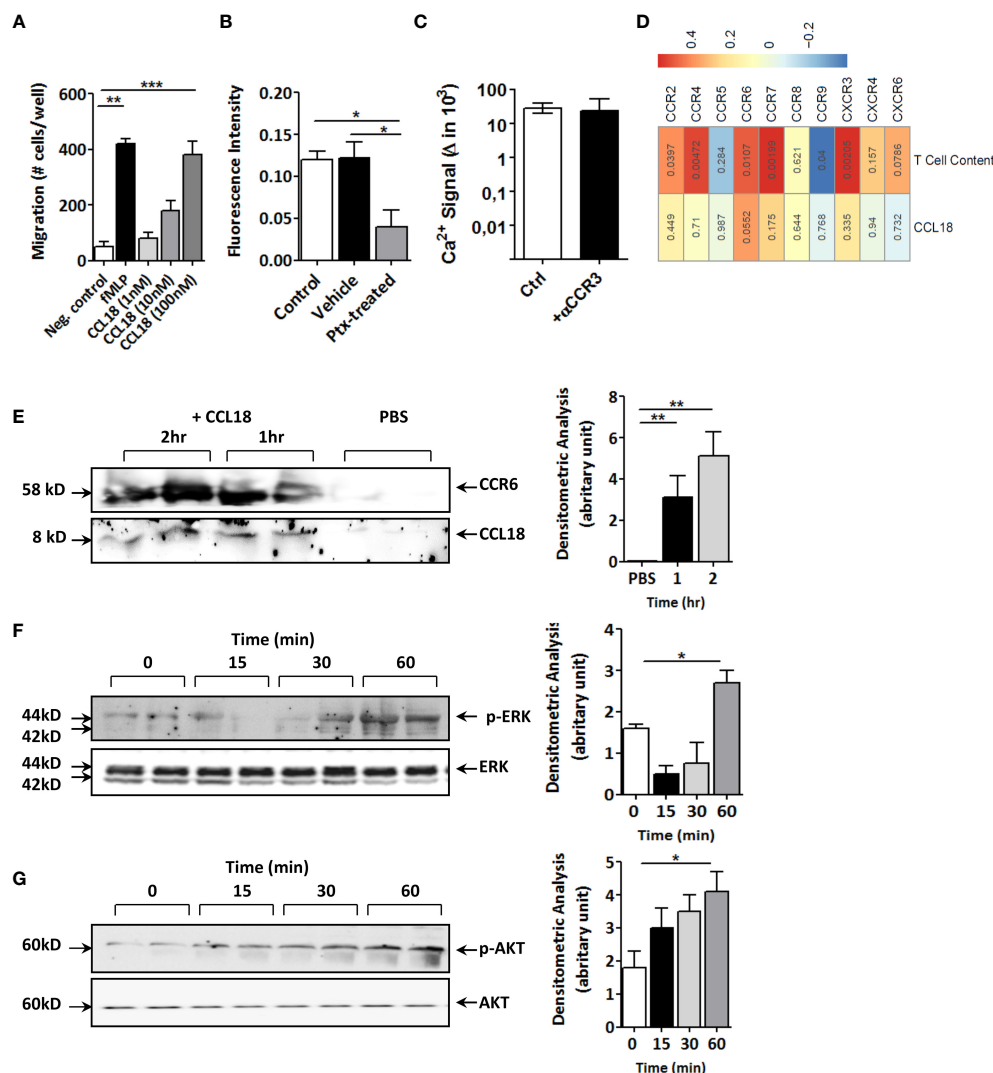 A
Migration (# cells/well)
600
400
200
0
***
**
Neg. control
fMLP
CCL18 (1nM)
CCL18 (10nM)
CCL18 (100nM)
B
Fluorescence Intensity
0.20
0.15
0.10
0.05
0.00
*
*
Control
Vehicle
Ptx-treated
C
Ca2+ Signal (Δ in 10³)
100
10
1
0,1
0,01
Ctrl
+αCCR3
D
0.4
0.2
0
−0.2
CCR2
CCR4
CCR5
CCR6
CCR7
CCR8
CCR9
CXCR3
CXCR4
CXCR6
0.0397
0.00472
0.284
0.0107
0.00199
0.621
0.04
0.00205
0.157
0.0786
T Cell Content
0.449
0.71
0.987
0.0552
0.175
0.644
0.768
0.335
0.94
0.732
CCL18
E
+ CCL18
PBS
2hr
1hr
58 kD
CCR6
8 kD
CCL18
Densitometric Analysis
(abritary unit)
8
6
4
2
0
**
**
PBS
1
2
Time (hr)
F
Time (min)
0
15
30
60
44kD
42kD
p-ERK
44kD
42kD
ERK
Densitometric Analysis
(abritary unit)
4
3
2
1
0
*
0
15
30
60
Time (min)
G
Time (min)
0
15
30
60
60kD
p-AKT
60kD
AKT
Densitometric Analysis
(abritary unit)
5
4
3
2
1
0
*
0
15
30
60
Time (min)